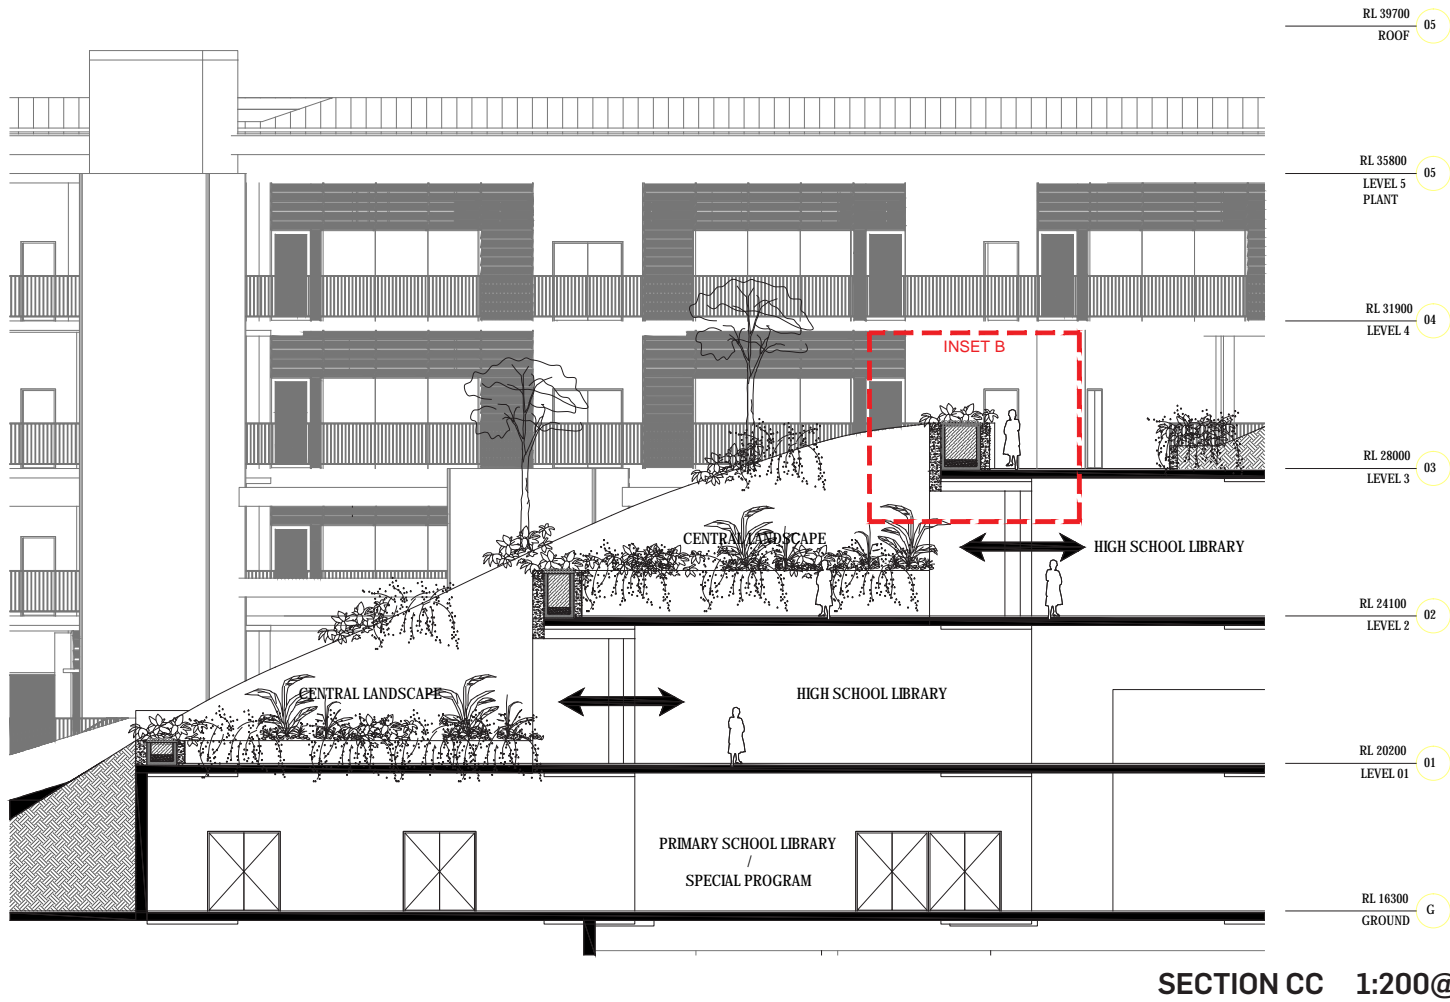 RL 39700
05
ROOF
RL 35800
05
LEVEL 5
PLANT
RL 31900
04
LEVEL 4
INSET B
RL 28000
03
LEVEL 3
CENTRAL LANDSCAPE
HIGH SCHOOL LIBRARY
RL 24100
02
LEVEL 2
CENTRAL LANDSCAPE
HIGH SCHOOL LIBRARY
RL 20200
01
LEVEL 01
PRIMARY SCHOOL LIBRARY
/
SPECIAL PROGRAM
RL 16300
G
GROUND
SECTION CC 1:200@